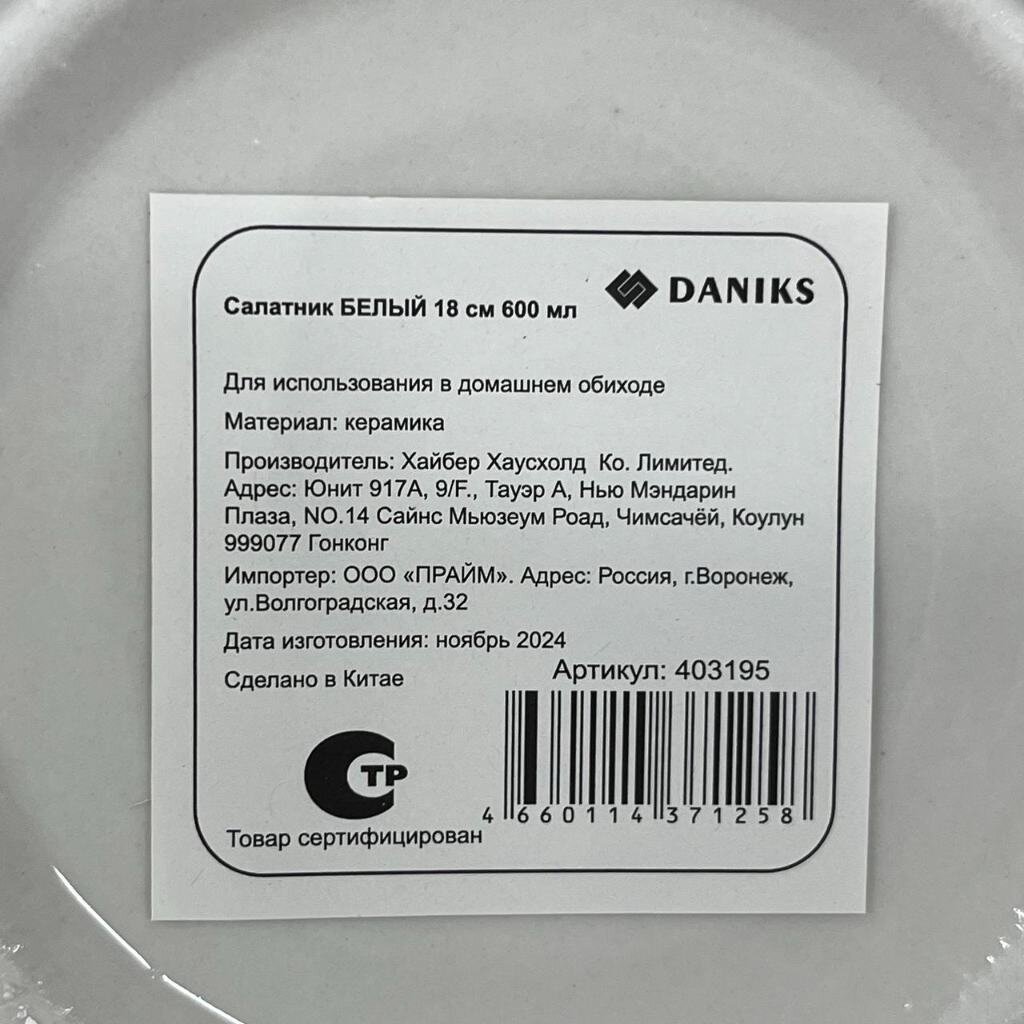 DANIKS
Салатник БЕЛЫЙ 18 см 600 мл
Для использования в домашнем обиходе
Материал: керамика
Производитель: Хайбер Хаусхолд Ко. Лимитед.
Адрес: Юнит 917А, 9/F., Тауэр А, Нью Мэндарин
Плаза, NO.14 Сайнс Мьюзеум Роад, Чимсачёй, Коулун
999077 Гонконг
Импортер: ООО «ПРАЙМ». Адрес: Россия, г.Воронеж,
ул.Волгоградская, д.32
Дата изготовления: ноябрь 2024
Сделано в Китае
Артикул: 403195
4 660114 371258
ТР
Товар сертифицирован